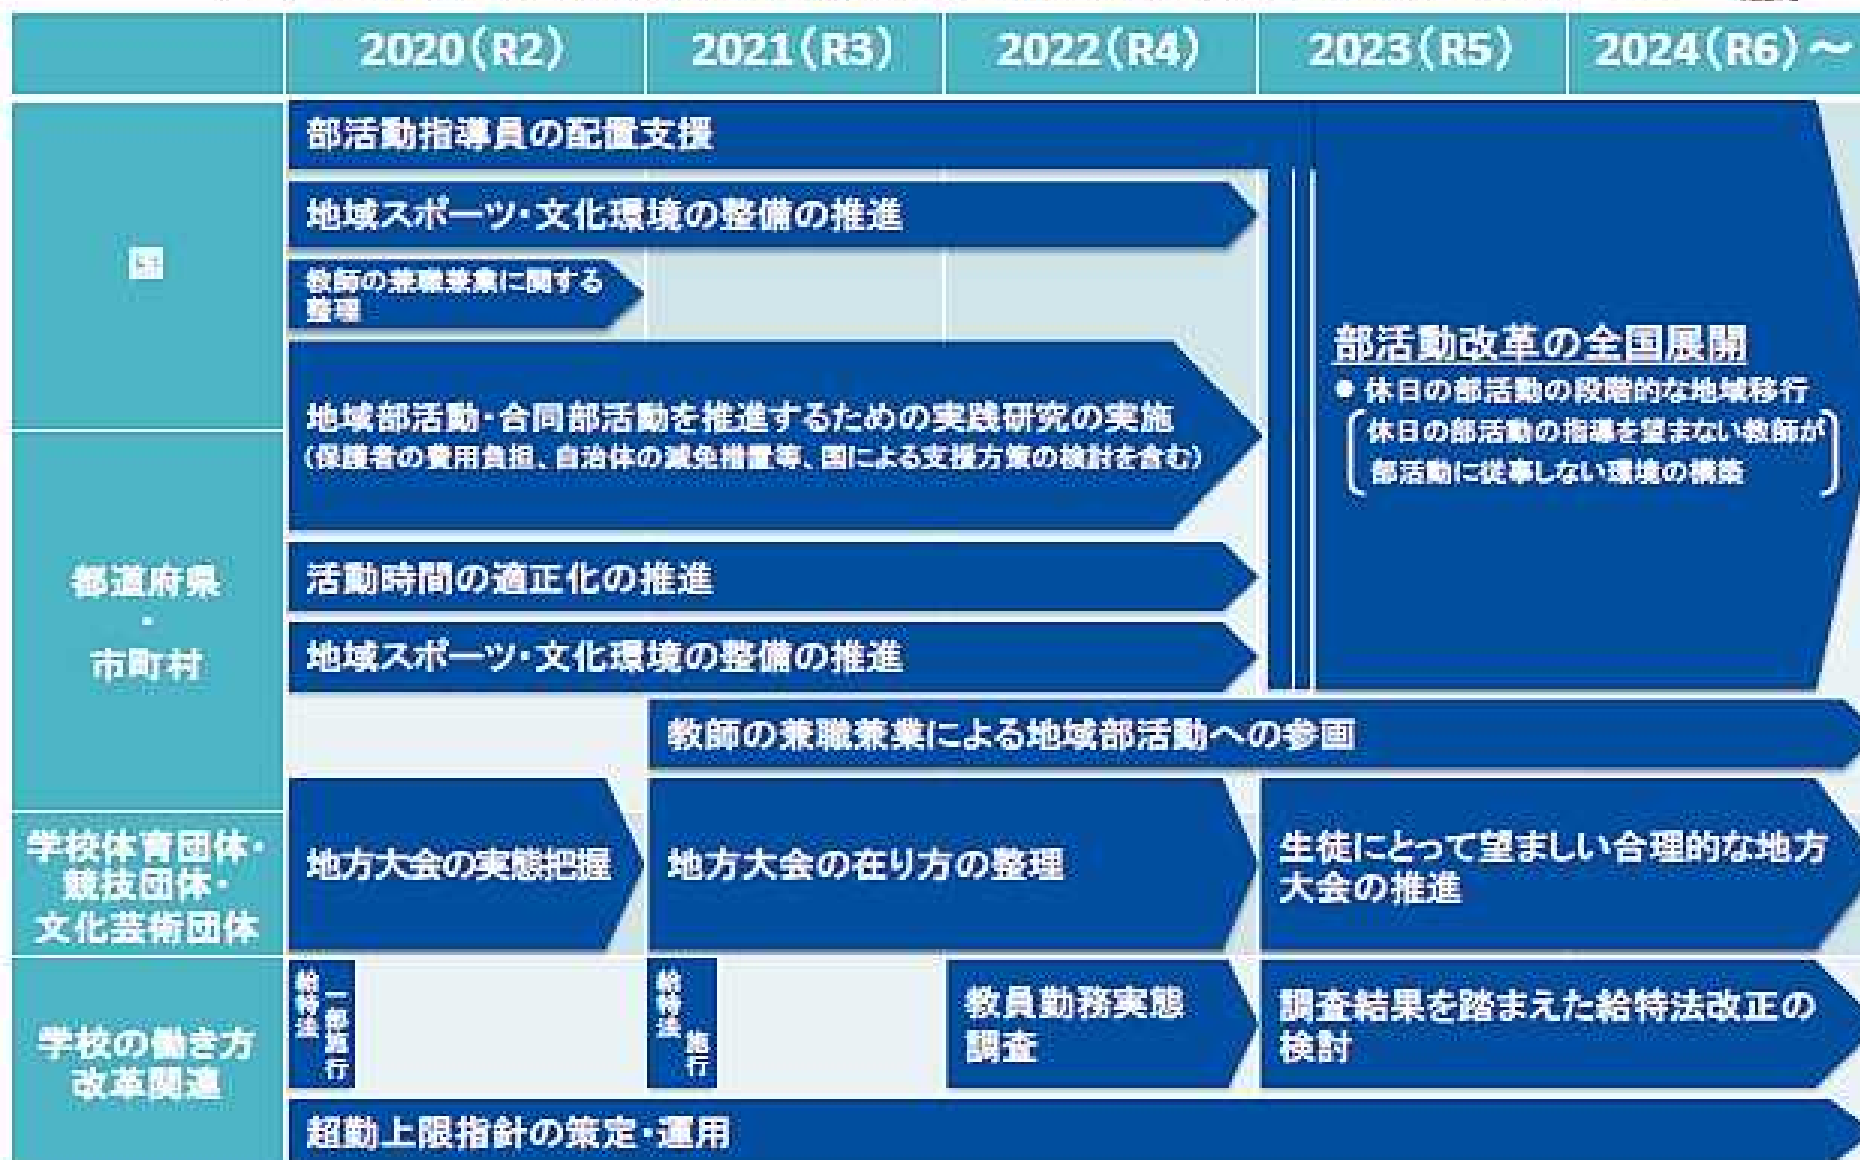 2020(R2)
2021(R3)
2022(R4)
2023(R5)
2024(R6)～
国
部活動指導員の配置支援
地域スポーツ・文化環境の整備の推進
教師の兼職兼業に関する
整理
地域部活動・合同部活動を推進するための実践研究の実施
(保護者の費用負担、自治体の減免措置等、国による支援方策の検討を含む)
部活動改革の全国展開
● 休日の部活動の段階的な地域移行
休日の部活動の指導を望まない教師が
部活動に従事しない環境の構築
都道府県
・
市町村
活動時間の適正化の推進
地域スポーツ・文化環境の整備の推進
教師の兼職兼業による地域部活動への参画
学校体育団体・
競技団体・
文化芸術団体
地方大会の実態把握
地方大会の在り方の整理
生徒にとって望ましい合理的な地方
大会の推進
学校の働き方
改革関連
給特法
一部施行
給特法
施行
教員勤務実態
調査
調査結果を踏まえた給特法改正の
検討
超勤上限指針の策定・運用